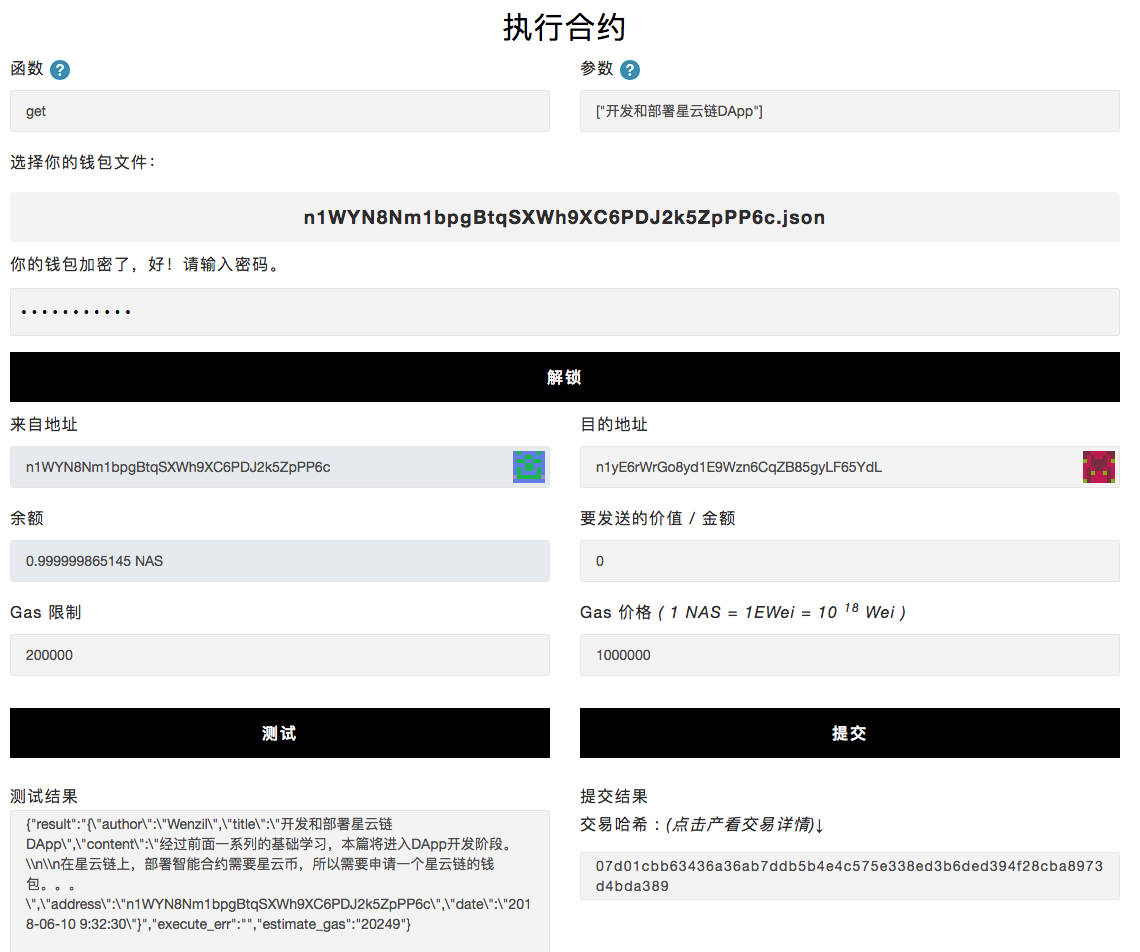 执行合约
函数 ?
参数 ?
get
["开发和部署星云链DApp"]
选择你的钱包文件：
n1WYN8Nm1bpgBtqSXWh9XC6PDJ2k5ZpPP6c.json
你的钱包加密了，好！请输入密码。
•••••••••••
解锁
来自地址
目的地址
n1WYN8Nm1bpgBtqSXWh9XC6PDJ2k5ZpPP6c
n1yE6rWrGo8yd1E9Wzn6CqZB85gyLF65YdL
余额
要发送的价值 / 金额
0.999999865145 NAS
0
Gas 限制
Gas 价格 ( 1 NAS = 1EWei = 10 18 Wei )
200000
1000000
测试
提交
测试结果
{"result":"{\"author\":\"Wenzil\",\"title\":\"开发和部署星云链
DApp\",\"content\":\"经过前面一系列的基础学习，本篇将进入DApp开发阶段。
\\n\\n在星云链上，部署智能合约需要星云币，所以需要申请一个星云链的钱
包。。。
\",\"address\":\"n1WYN8Nm1bpgBtqSXWh9XC6PDJ2k5ZpPP6c\",\"date\":\"201
8-06-10 9:32:30\"}","execute_err":"","estimate_gas":"20249"}
提交结果
交易哈希 : (点击产看交易详情)↓
07d01cbb63436a36ab7ddb5b4e4c575e338ed3b6ded394f28cba8973
d4bda389